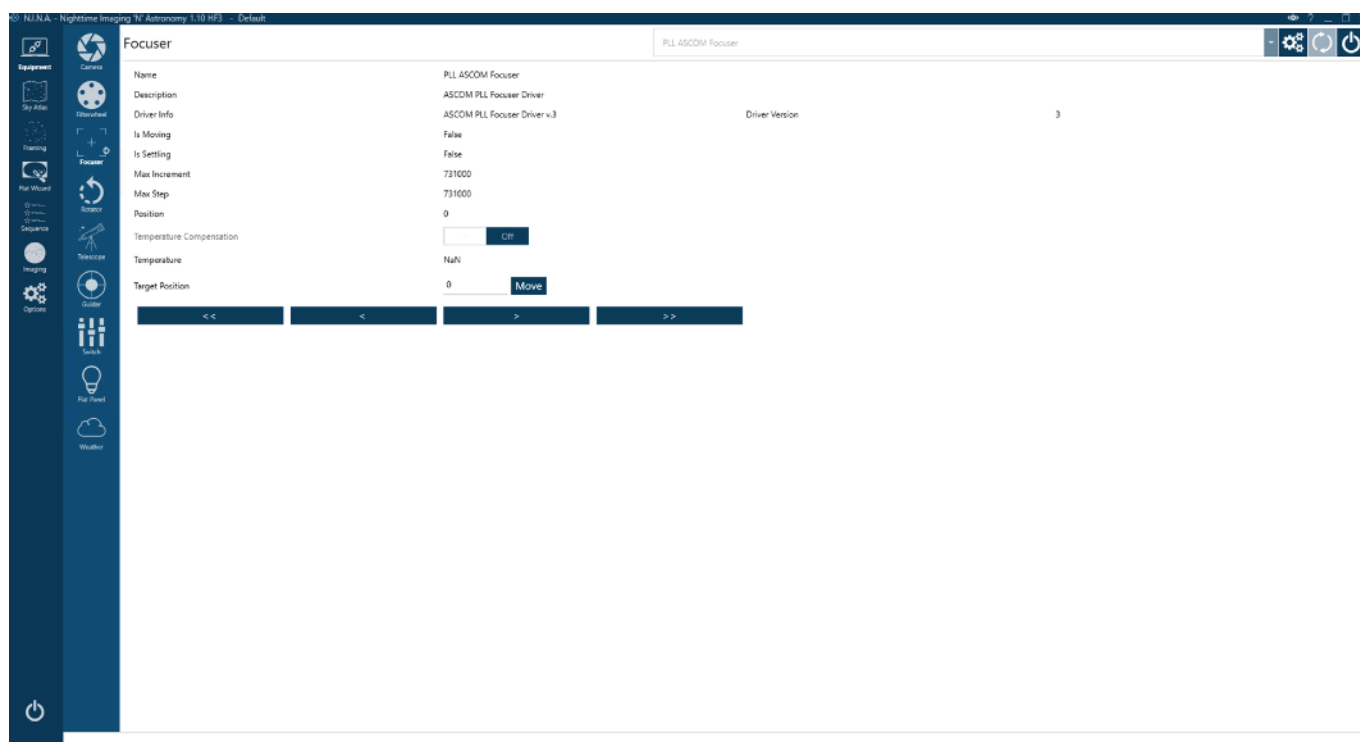 N.I.N.A. - Nighttime Imaging 'N' Astronomy 1.10 HF3 - Default
?
Equipment
Sky Atlas
Framing
Flat Wizard
Sequence
Imaging
Options
Camera
Filterwheel
Focuser
Rotator
Telescope
Guider
Switch
Flat Panel
Weather
Focuser PLL ASCOM Focuser
Name PLL ASCOM Focuser
Description ASCOM PLL Focuser Driver
Driver Info ASCOM PLL Focuser Driver v.3 Driver Version 3
Is Moving False
Is Settling False
Max Increment 731000
Max Step 731000
Position 0
Temperature Compensation Off
Temperature NaN
Target Position 0 Move
<< < > >>